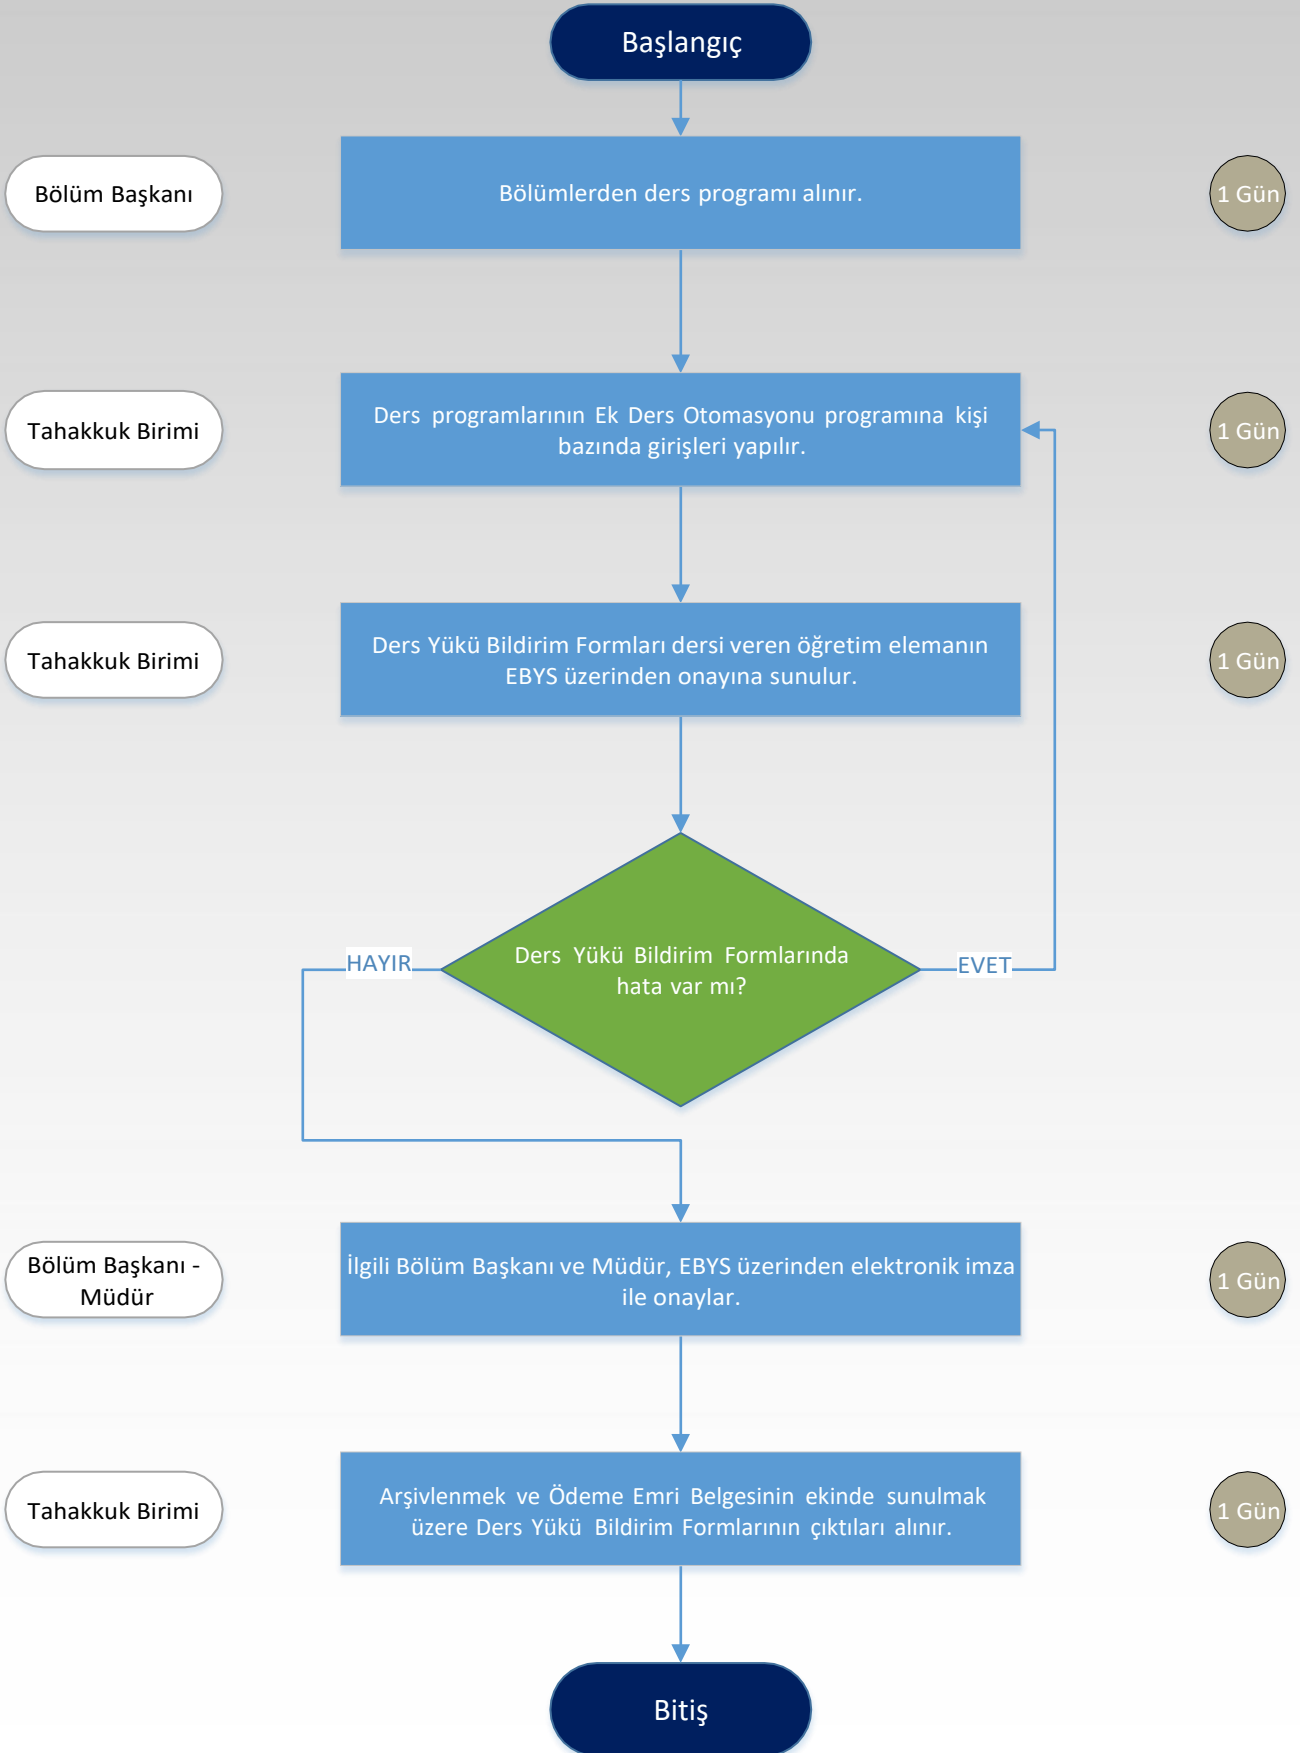 Başlangıç
Bölüm Başkanı
Bölümlerden ders programı alınır.
1 Gün
Tahakkuk Birimi
Ders programlarının Ek Ders Otomasyonu programına kişi
bazında girişleri yapılır.
1 Gün
Tahakkuk Birimi
Ders Yükü Bildirim Formları dersi veren öğretim elemanın
EBYS üzerinden onayına sunulur.
1 Gün
HAYIR
Ders Yükü Bildirim Formlarında
hata var mı?
EVET
Bölüm Başkanı -
Müdür
İlgili Bölüm Başkanı ve Müdür, EBYS üzerinden elektronik imza
ile onaylar.
1 Gün
Tahakkuk Birimi
Arşivlenmek ve Ödeme Emri Belgesinin ekinde sunulmak
üzere Ders Yükü Bildirim Formlarının çıktıları alınır.
1 Gün
Bitiş